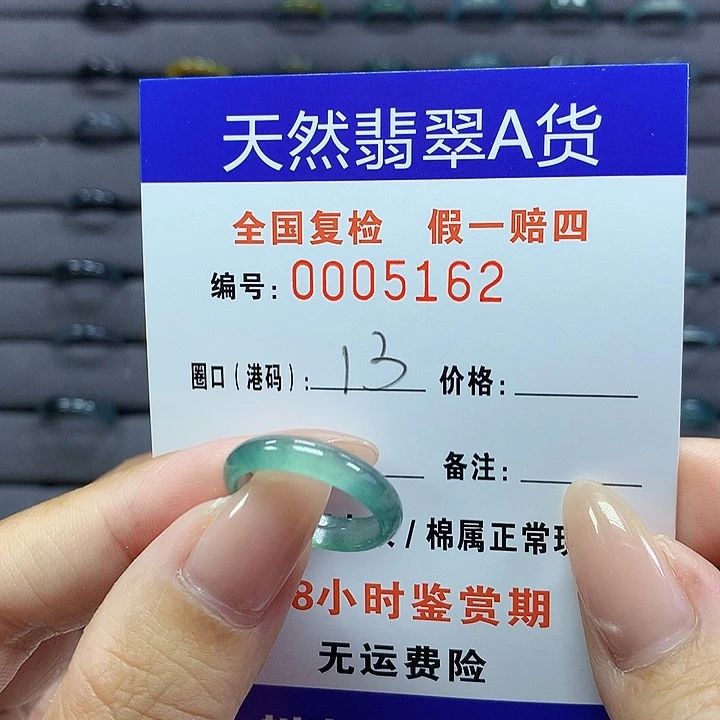 天然翡翠A货
全国复检 假一赔四
编号: 0005162
圈口（港码）: 13 价格:
备注:
/ 棉属正常
8小时鉴赏期
无运费险